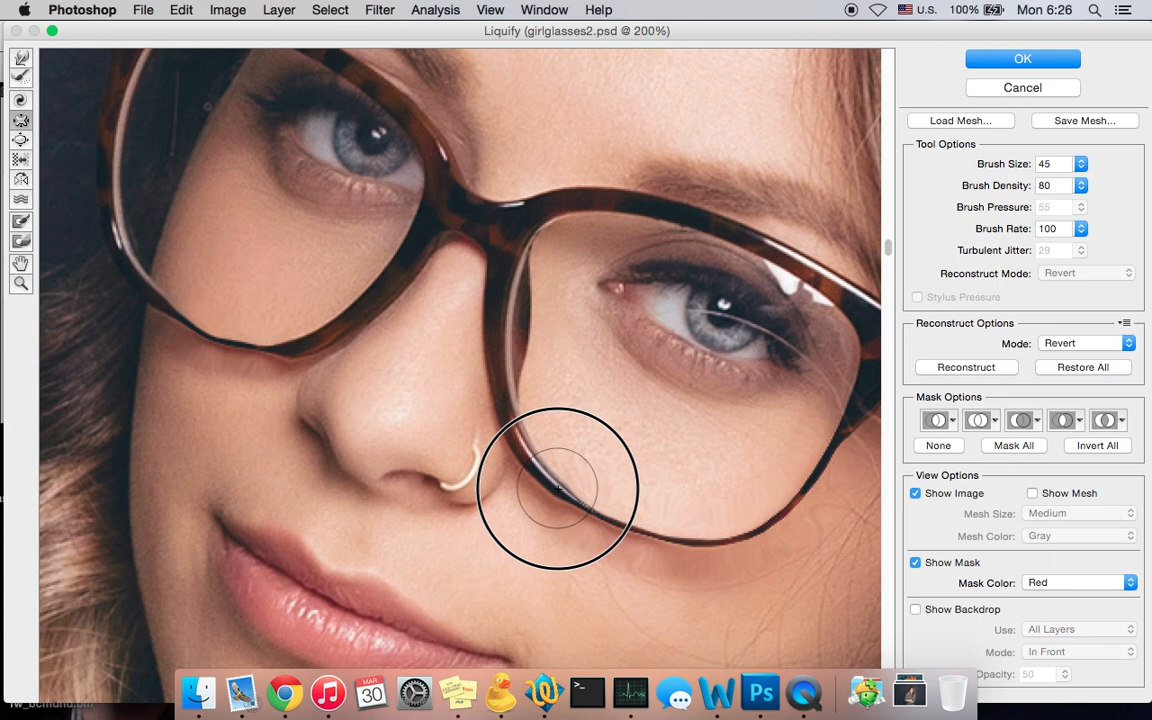 Photoshop File Edit Image Layer Select Filter Analysis View Window Help U.S. 100% Mon 6:26
Liquify (girlglasses2.psd @ 200%)
OK
Cancel
Load Mesh... Save Mesh...
Tool Options
Brush Size: 45
Brush Density: 80
Brush Pressure: 55
Brush Rate: 100
Turbulent Jitter: 29
Reconstruct Mode: Revert
Stylus Pressure
Reconstruct Options
Mode: Revert
Reconstruct Restore All
Mask Options
None Mask All Invert All
View Options
Show Image Show Mesh
Mesh Size: Medium
Mesh Color: Gray
Show Mask
Mask Color: Red
Show Backdrop
Use: All Layers
Mode: In Front
Opacity: 50
MAR
30
Ps